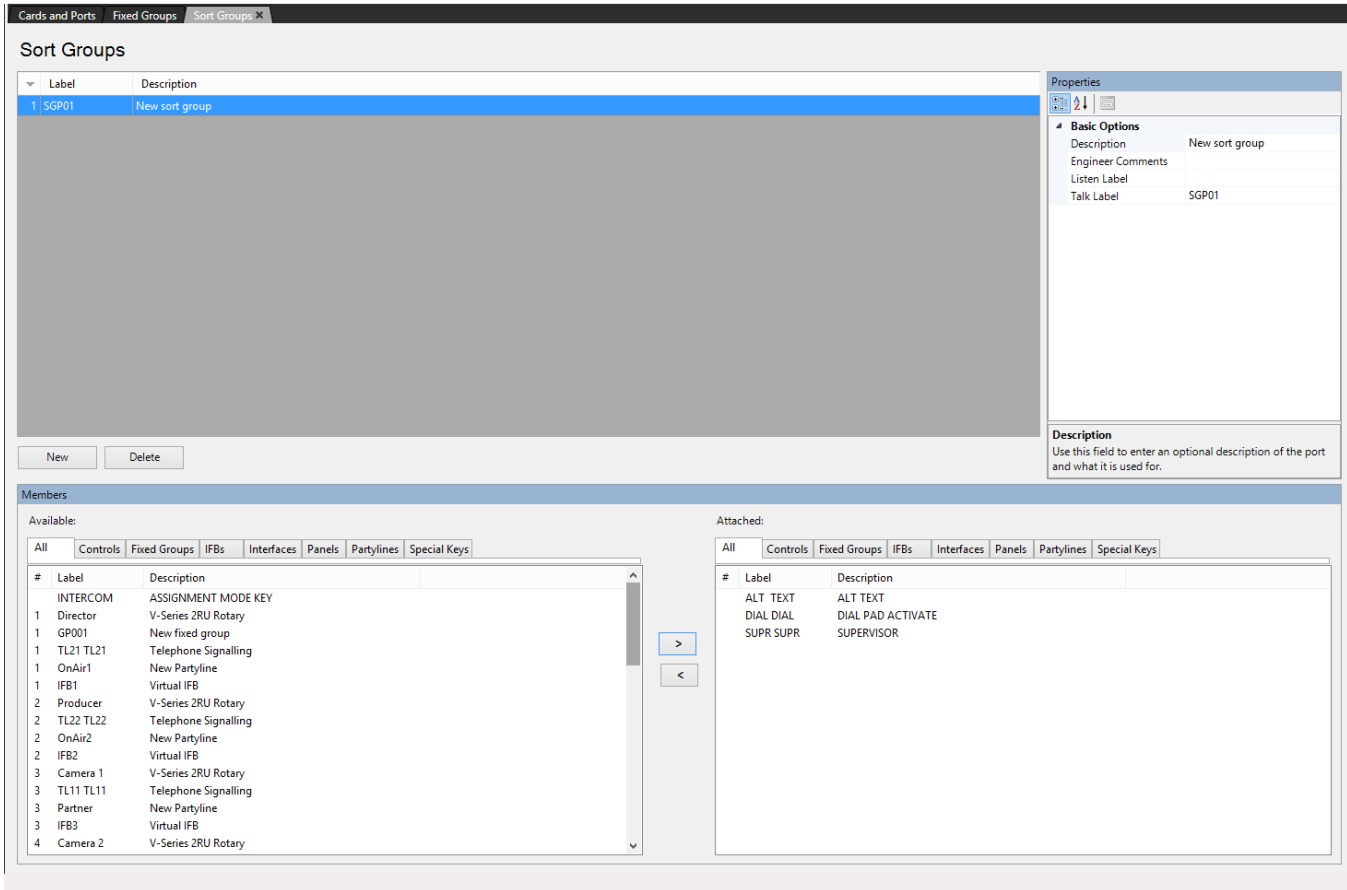 Cards and Ports Fixed Groups Sort Groups
Sort Groups
Label Description
1 SGP01 New sort group
New Delete
Properties
Basic Options
Description New sort group
Engineer Comments
Listen Label
Talk Label SGP01
Description
Use this field to enter an optional description of the port
and what it is used for.
Members
Available:
All Controls Fixed Groups IFBs Interfaces Panels Partylines Special Keys
# Label Description
INTERCOM ASSIGNMENT MODE KEY
1 Director V-Series 2RU Rotary
1 GP001 New fixed group
1 TL21 TL21 Telephone Signalling
1 OnAir1 New Partyline
1 IFB1 Virtual IFB
2 Producer V-Series 2RU Rotary
2 TL22 TL22 Telephone Signalling
2 OnAir2 New Partyline
2 IFB2 Virtual IFB
3 Camera 1 V-Series 2RU Rotary
3 TL11 TL11 Telephone Signalling
3 Partner New Partyline
3 IFB3 Virtual IFB
4 Camera 2 V-Series 2RU Rotary
>
<
Attached:
All Controls Fixed Groups IFBs Interfaces Panels Partylines Special Keys
# Label Description
ALT TEXT ALT TEXT
DIAL DIAL DIAL PAD ACTIVATE
SUPR SUPR SUPERVISOR